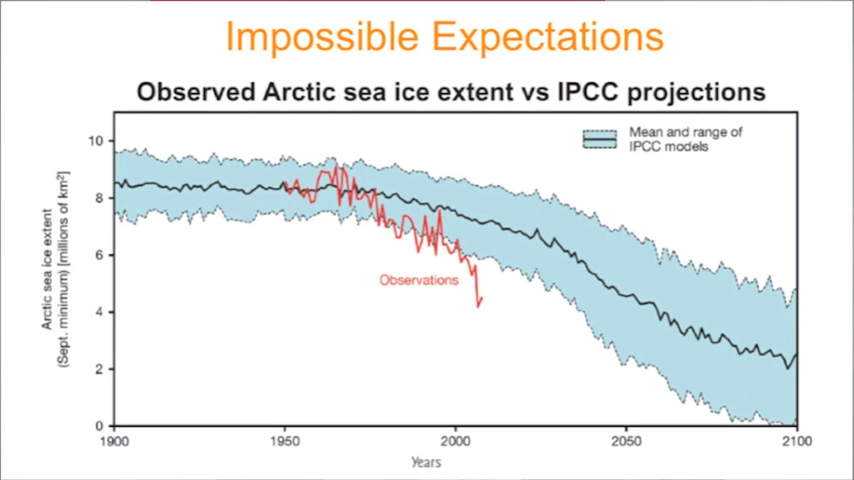 Impossible Expectations
Observed Arctic sea ice extent vs IPCC projections
Mean and range of
IPCC models
Arctic sea ice extent
(Sept. minimum) [millions of km²]
10
8
6
4
2
0
Observations
1900
1950
2000
2050
2100
Years